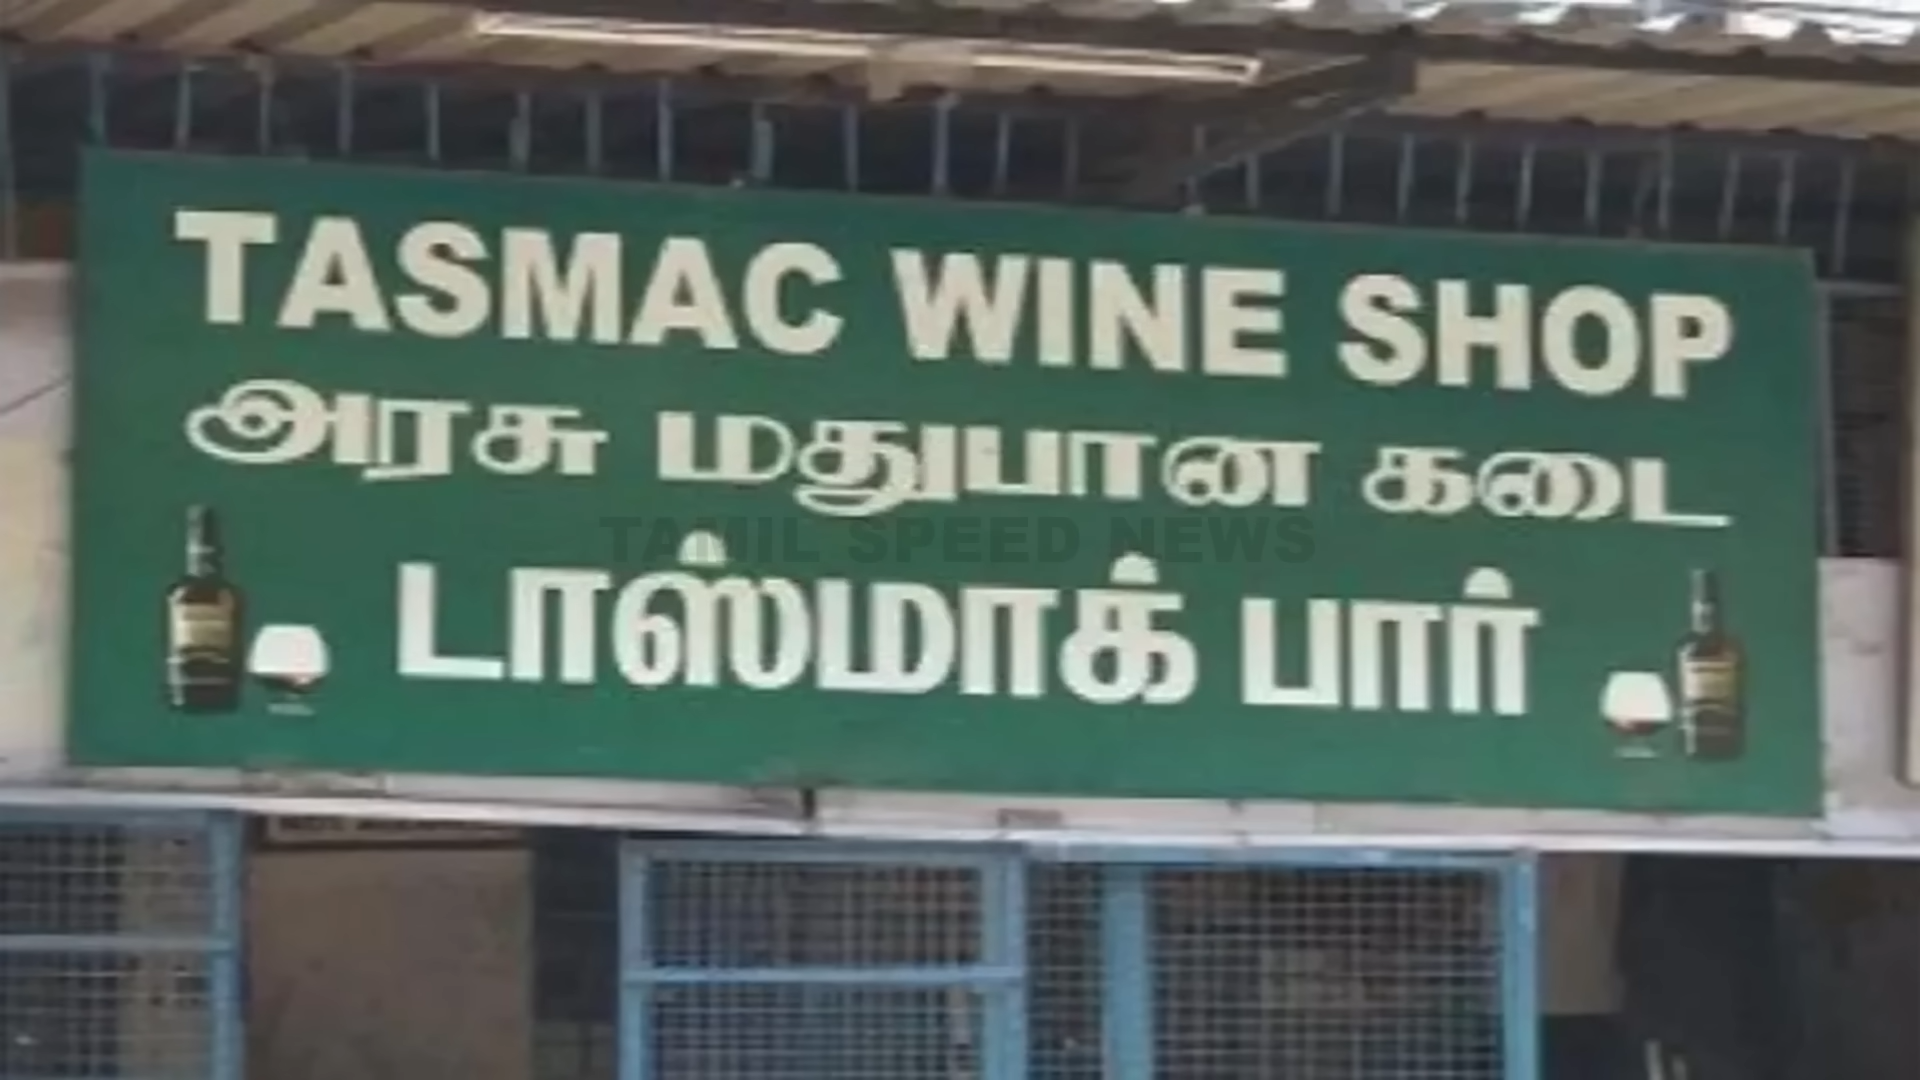 TASMAC WINE SHOP
அரசு மதுபான கடை
TAMIL SPEED NEWS
டாஸ்மாக் பார்